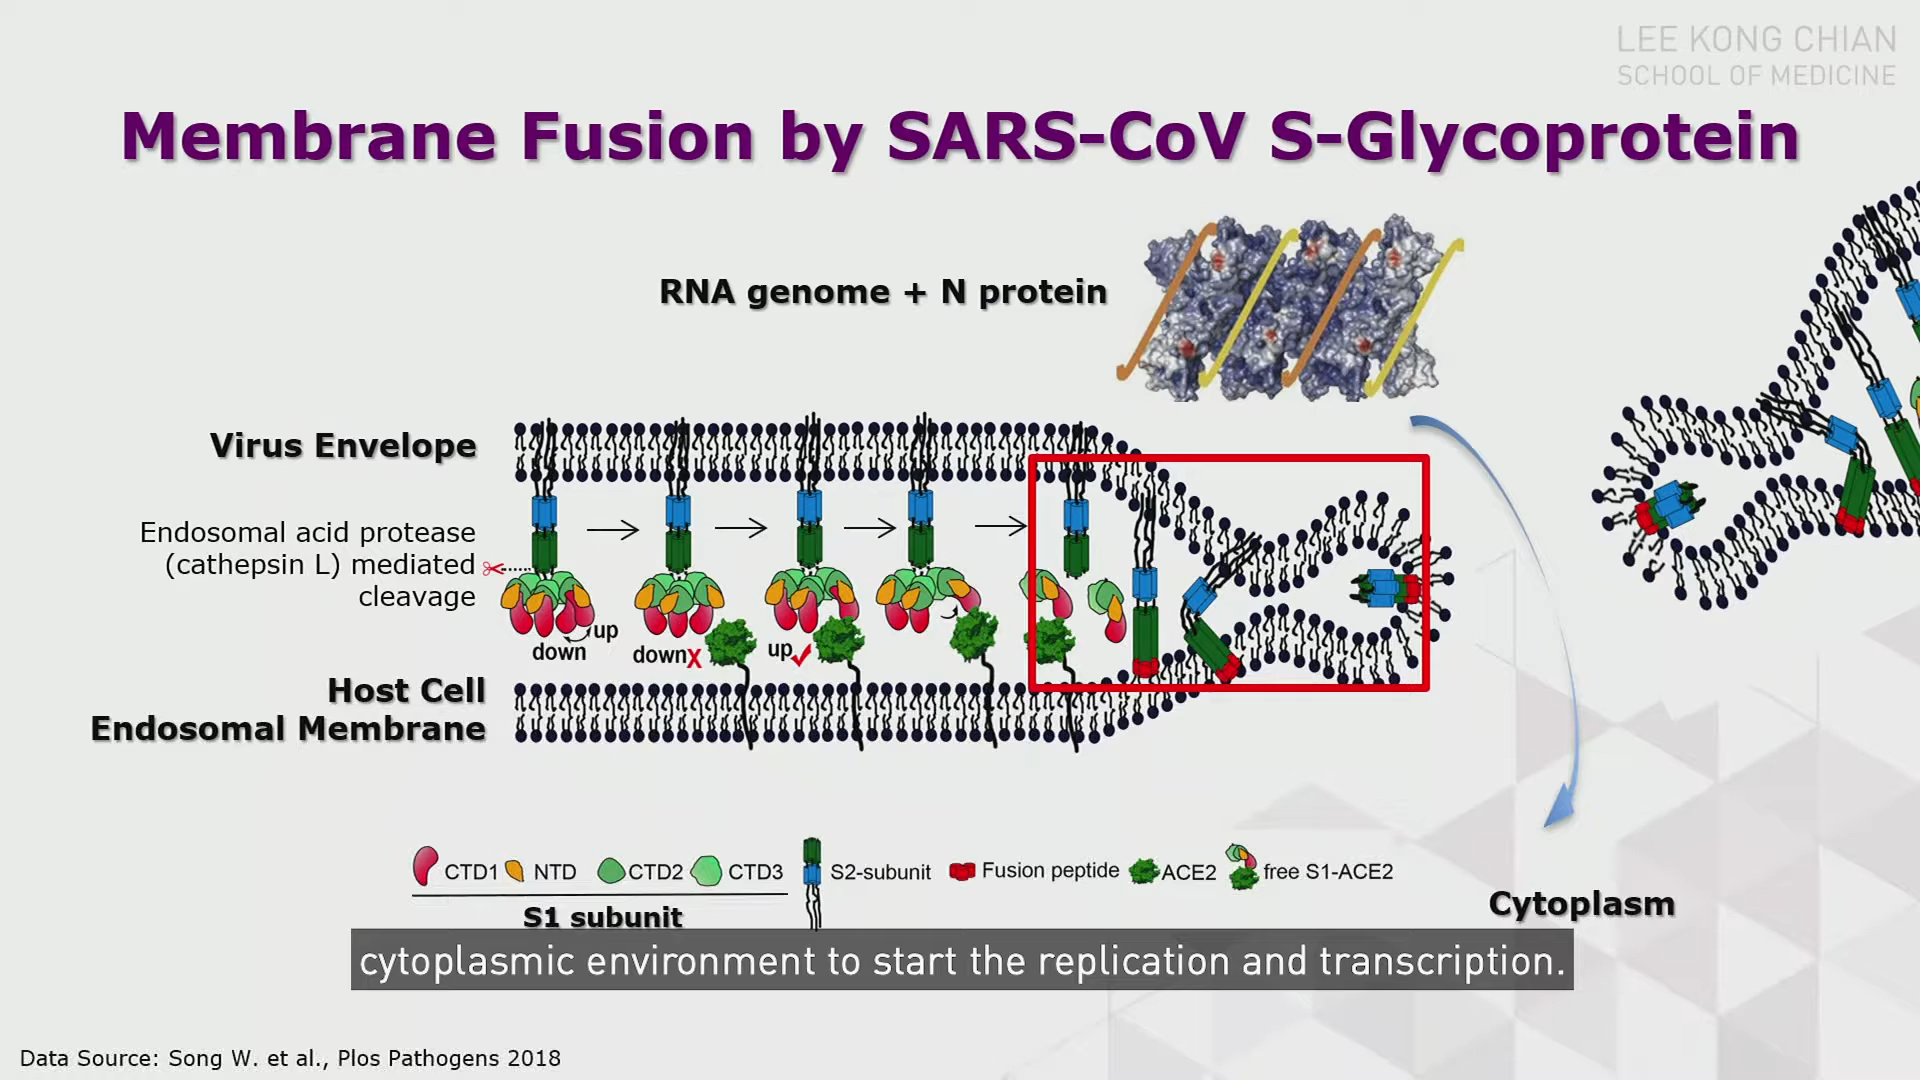 LEE KONG CHIAN
SCHOOL OF MEDICINE
Membrane Fusion by SARS-CoV S-Glycoprotein
RNA genome + N protein
Virus Envelope
Endosomal acid protease
(cathepsin L) mediated
cleavage
up
down
downX
up
Host Cell
Endosomal Membrane
CTD1 NTD CTD2 CTD3 S2-subunit Fusion peptide ACE2 free S1-ACE2
S1 subunit
Cytoplasm
cytoplasmic environment to start the replication and transcription.
Data Source: Song W. et al., Plos Pathogens 2018